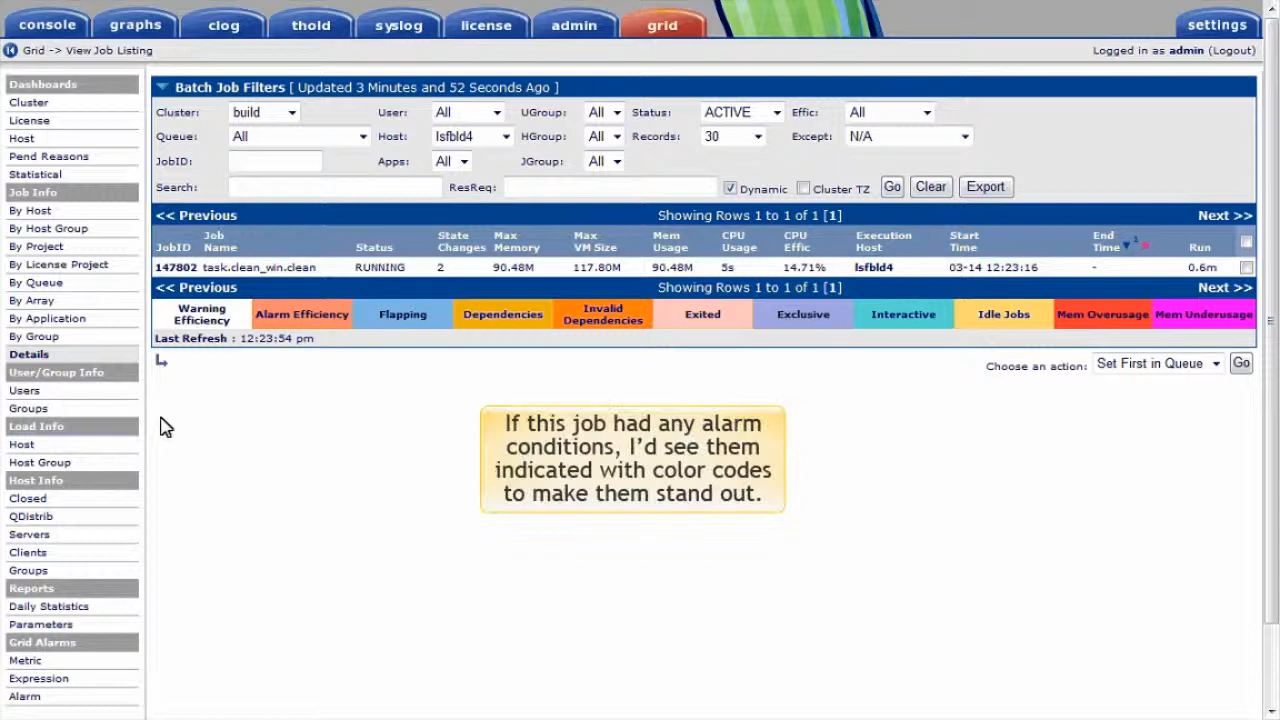 console graphs clog thold syslog license admin grid settings
Grid -> View Job Listing Logged in as admin (Logout)
Dashboards
Cluster
License
Host
Pend Reasons
Statistical
Job Info
By Host
By Host Group
By Project
By License Project
By Queue
By Array
By Application
By Group
Details
User/Group Info
Users
Groups
Load Info
Host
Host Group
Host Info
Closed
QDistrib
Servers
Clients
Groups
Reports
Daily Statistics
Parameters
Grid Alarms
Metric
Expression
Alarm
Batch Job Filters [ Updated 3 Minutes and 52 Seconds Ago ]
Cluster: build User: All UGroup: All Status: ACTIVE Effic: All
Queue: All Host: lsfbld4 HGroup: All Records: 30 Except: N/A
JobID: Apps: All JGroup: All
Search: ResReq: Dynamic Cluster TZ Go Clear Export
<< Previous Showing Rows 1 to 1 of 1 [1] Next >>
Job State Max Max Mem CPU CPU Execution Start End
JobID Name Status Changes Memory VM Size Usage Usage Effic Host Time Time 1 Run
147802 task.clean_win.clean RUNNING 2 90.48M 117.80M 90.48M 5s 14.71% lsfbld4 03-14 12:23:16 - 0.6m
<< Previous Showing Rows 1 to 1 of 1 [1] Next >>
Warning Invalid
Efficiency Alarm Efficiency Flapping Dependencies Dependencies Exited Exclusive Interactive Idle Jobs Mem Overusage Mem Underusage
Last Refresh : 12:23:54 pm
Choose an action: Set First in Queue Go
If this job had any alarm
conditions, I'd see them
indicated with color codes
to make them stand out.